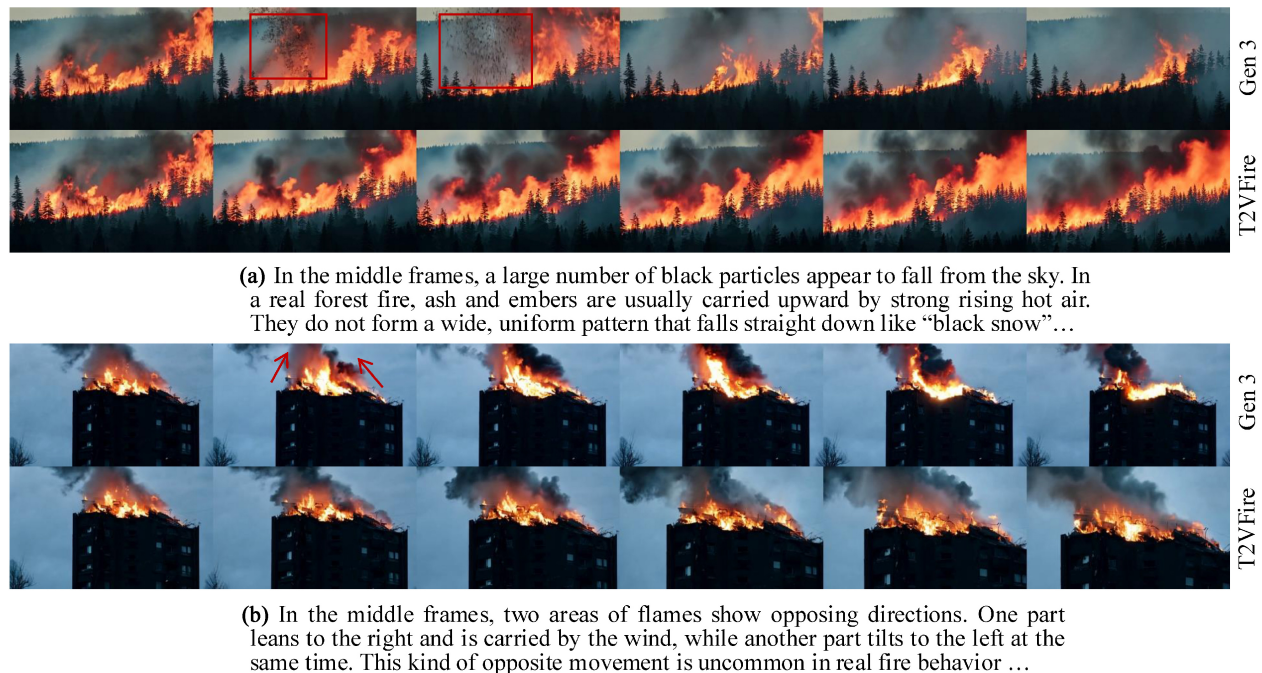 Gen 3
T2VFire
(a) In the middle frames, a large number of black particles appear to fall from the sky. In
a real forest fire, ash and embers are usually carried upward by strong rising hot air.
They do not form a wide, uniform pattern that falls straight down like “black snow”…
Gen 3
T2VFire
(b) In the middle frames, two areas of flames show opposing directions. One part
leans to the right and is carried by the wind, while another part tilts to the left at the
same time. This kind of opposite movement is uncommon in real fire behavior …